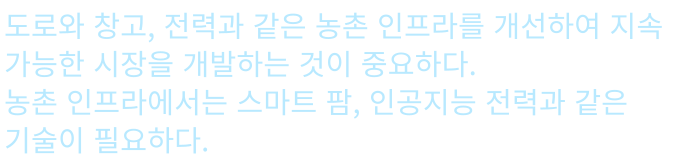 도로와 창고, 전력과 같은 농촌 인프라를 개선하여 지속
가능한 시장을 개발하는 것이 중요하다.
농촌 인프라에서는 스마트 팜, 인공지능 전력과 같은
기술이 필요하다.